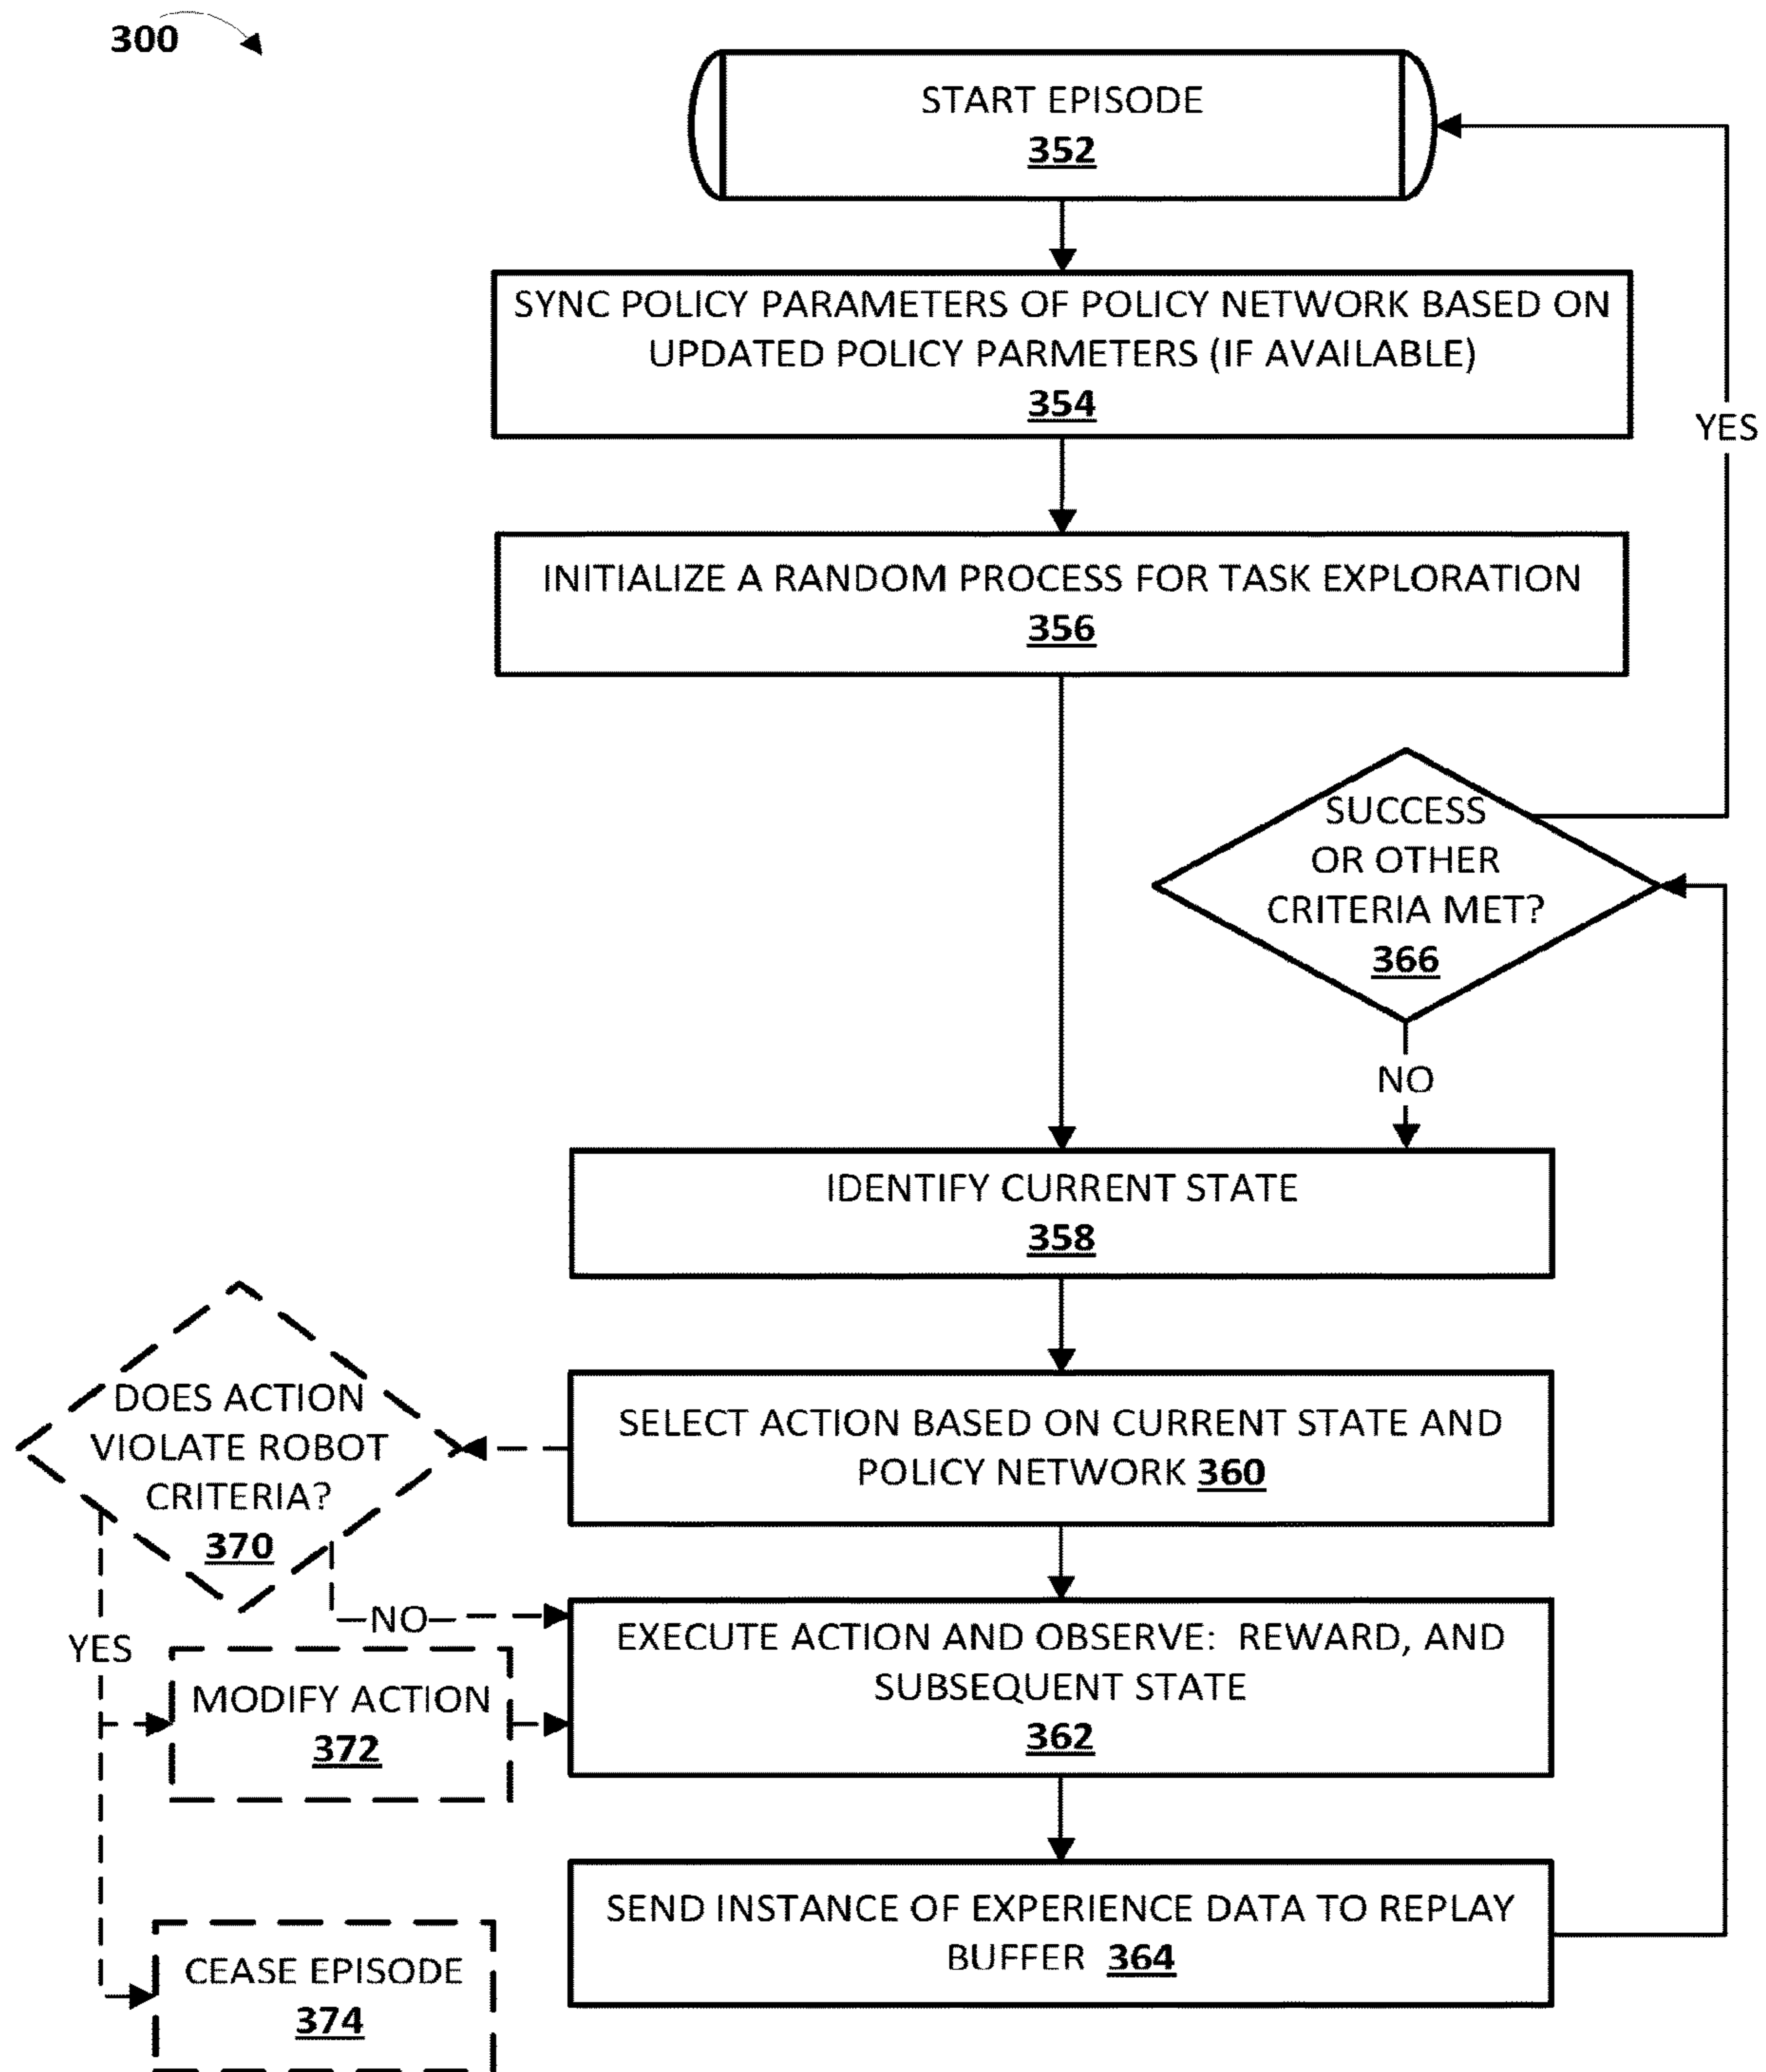 300
START EPISODE
352
SYNC POLICY PARAMETERS OF POLICY NETWORK BASED ON
UPDATED POLICY PARMETERS (IF AVAILABLE)
354
YES
INITIALIZE A RANDOM PROCESS FOR TASK EXPLORATION
356
SUCCESS
OR OTHER
CRITERIA MET?
366
NO
IDENTIFY CURRENT STATE
358
SELECT ACTION BASED ON CURRENT STATE AND
POLICY NETWORK 360
DOES ACTION
VIOLATE ROBOT
CRITERIA?
370
NO
YES
EXECUTE ACTION AND OBSERVE: REWARD, AND
SUBSEQUENT STATE
362
MODIFY ACTION
372
SEND INSTANCE OF EXPERIENCE DATA TO REPLAY
BUFFER 364
CEASE EPISODE
374